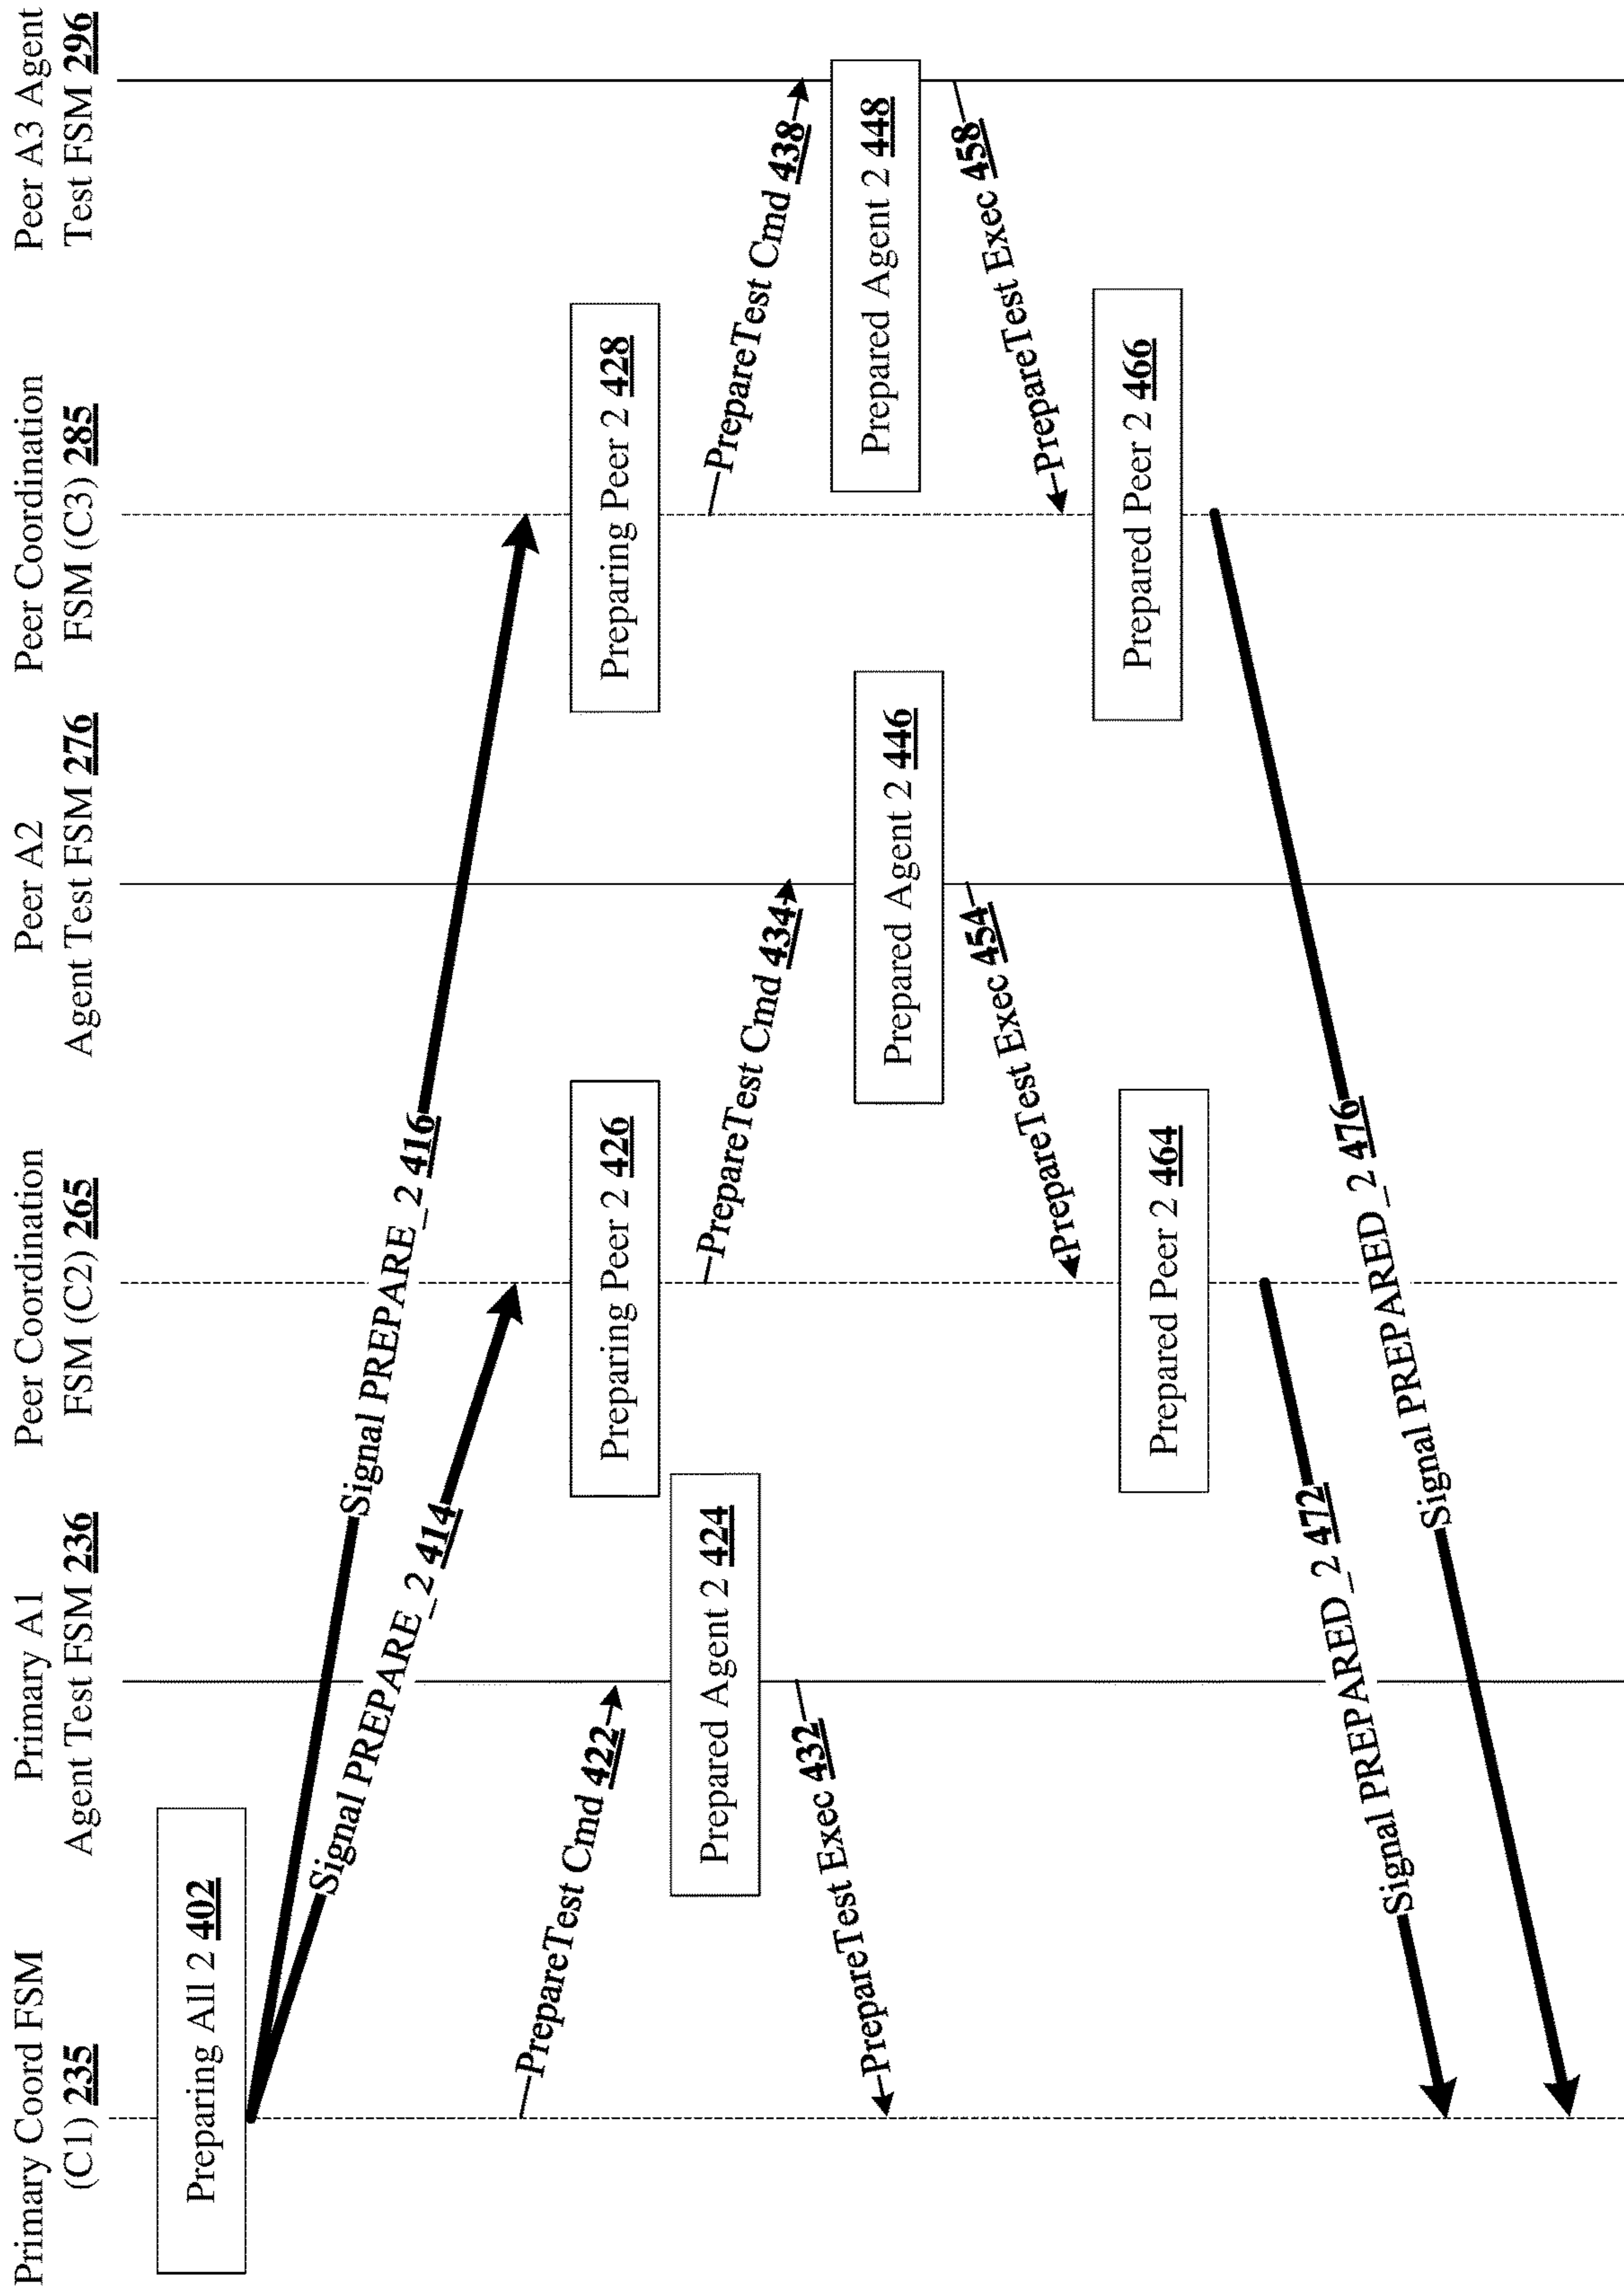 Primary Coord FSM
(C1) 235
Primary A1
Agent Test FSM 236
Peer Coordination
FSM (C2) 265
Peer A2
Agent Test FSM 276
Peer Coordination
FSM (C3) 285
Peer A3 Agent
Test FSM 296
Preparing All 2 402
Signal PREPARE_2 416
Signal PREPARE_2 414
PrepareTest Cmd 422
Preparing Peer 2 426
Preparing Peer 2 428
Prepared Agent 2 424
PrepareTest Cmd 434
PrepareTest Cmd 438
PrepareTest Exec 432
Prepared Agent 2 446
Prepared Agent 2 448
PrepareTest Exec 454
PrepareTest Exec 458
Prepared Peer 2 464
Prepared Peer 2 466
Signal PREPARED_2 472
Signal PREPARED_2 476